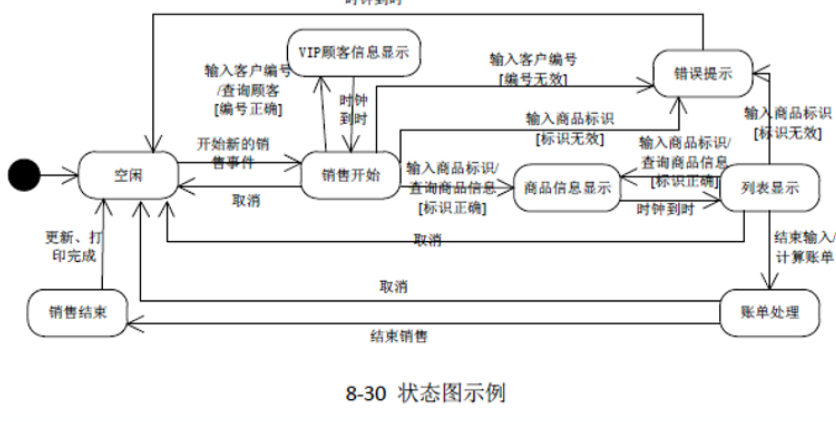 时钟到时
VIP顾客信息显示
输入客户编号
/查询顾客
[编号正确]
时钟
到时
输入客户编号
[编号无效]
错误提示
输入商品标识
[标识无效]
输入商品标识
[标识无效]
开始新的销
售事件
空闲
销售开始
取消
输入商品标识/
查询商品信息
[标识正确]
商品信息显示
输入商品标识/
查询商品信息
[标识正确]
时钟到时
列表显示
更新、打
印完成
取消
结束输入/
计算账单
取消
销售结束
账单处理
结束销售
8-30 状态图示例